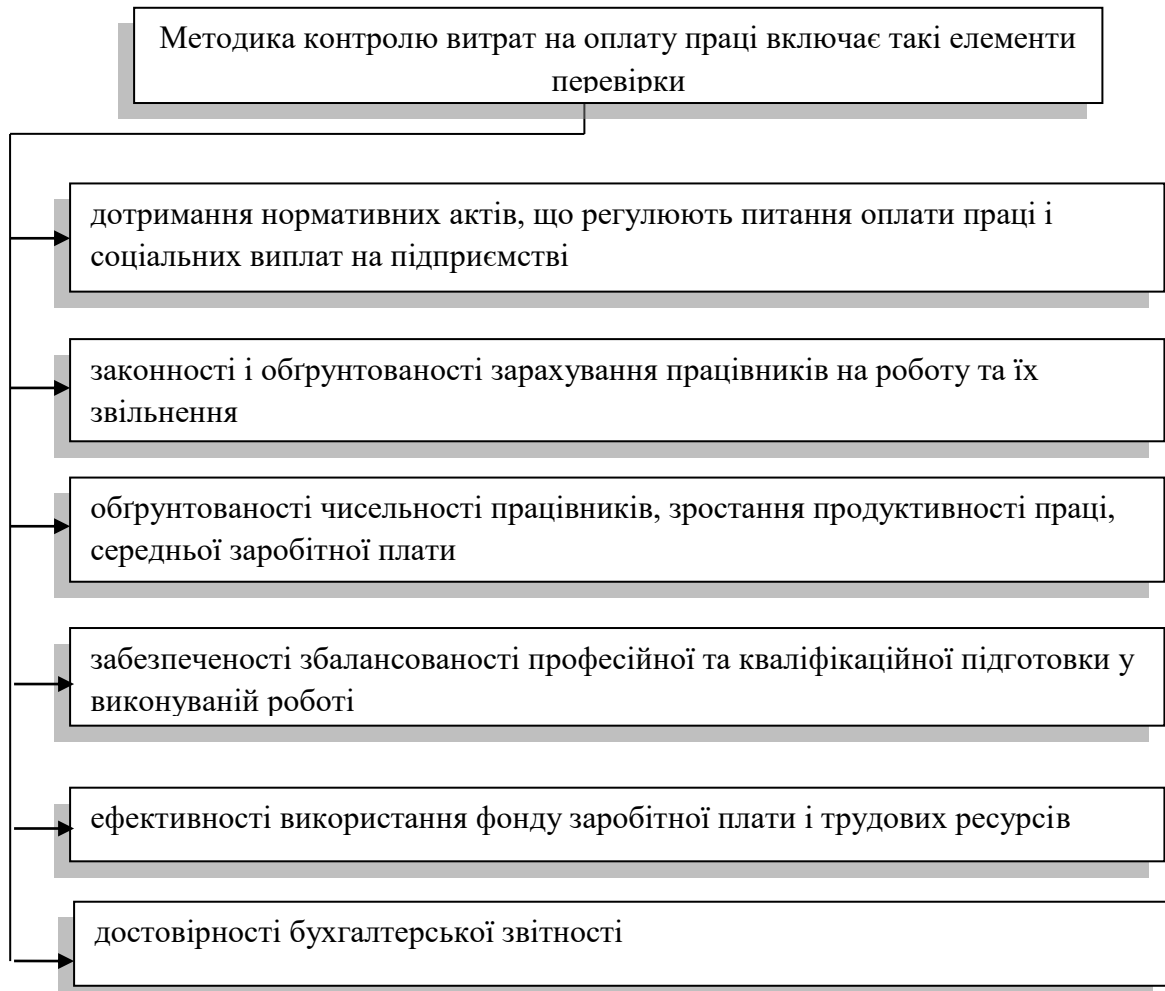 Методика контролю витрат на оплату праці включає такі елементи
перевірки
дотримання нормативних актів, що регулюють питання оплати праці і
соціальних виплат на підприємстві
законності і обґрунтованості зарахування працівників на роботу та їх
звільнення
обґрунтованості чисельності працівників, зростання продуктивності праці,
середньої заробітної плати
забезпеченості збалансованості професійної та кваліфікаційної підготовки у
виконуваній роботі
ефективності використання фонду заробітної плати і трудових ресурсів
достовірності бухгалтерської звітності